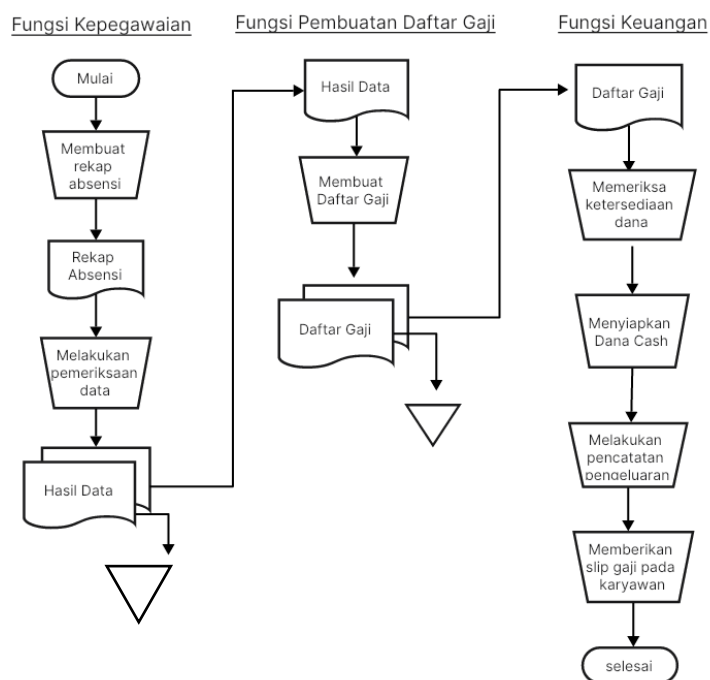 Fungsi Kepegawaian
Mulai
Membuat
rekap
absensi
Rekap
Absensi
Melakukan
pemeriksaan
data
Hasil Data
Fungsi Pembuatan Daftar Gaji
Hasil Data
Membuat
Daftar Gaji
Daftar Gaji
Fungsi Keuangan
Daftar Gaji
Memeriksa
ketersediaan
dana
Menyiapkan
Dana Cash
Melakukan
pencatatan
pengeluaran
Memberikan
slip gaji pada
karyawan
selesai